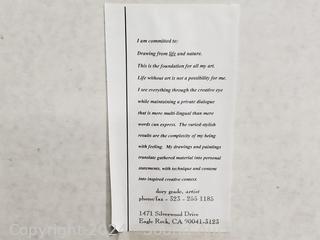 I am committed to:
Drawing from life and nature.
This is the foundation for all my art.
Life without art is not a possibility for me.
I see everything through the creative eye
while maintaining a private dialogue
that is more multi-lingual than mere
words can express. The varied stylish
results are the complexity of my being
with feeling. My drawings and paintings
translate gathered material into personal
statements, with technique and content
into inspired creative context.
dory grade, artist
phone/fax - 323 - 255 1185
1471 Silverwood Drive
Eagle Rock, CA 90041-3123
Copyright 202